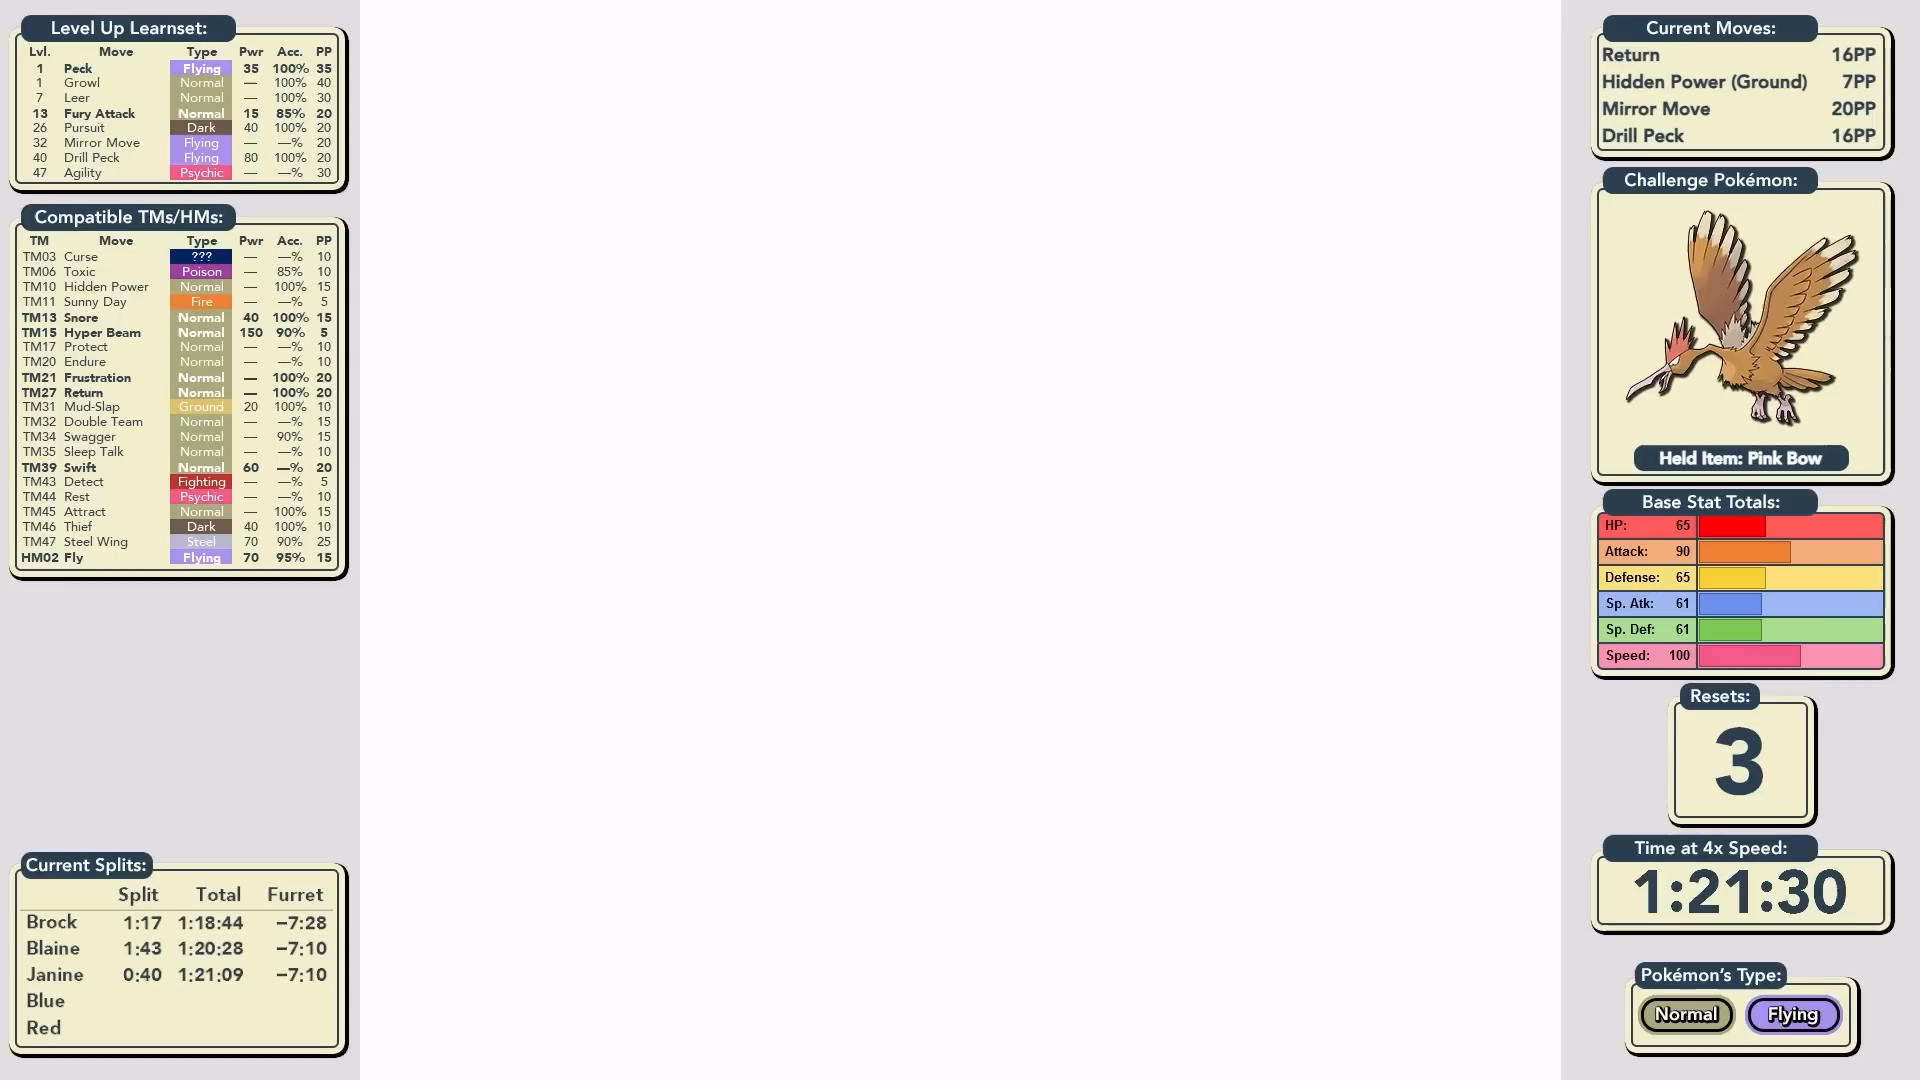 Level Up Learnset:
Lvl. Move Type Pwr Acc. PP
1 Peck Flying 35 100% 35
1 Growl Normal — 100% 40
7 Leer Normal — 100% 30
13 Fury Attack Normal 15 85% 20
26 Pursuit Dark 40 100% 20
32 Mirror Move Flying — —% 20
40 Drill Peck Flying 80 100% 20
47 Agility Psychic — —% 30
Compatible TMs/HMs:
TM Move Type Pwr Acc. PP
TM03 Curse ??? — —% 10
TM06 Toxic Poison — 85% 10
TM10 Hidden Power Normal — 100% 15
TM11 Sunny Day Fire — —% 5
TM13 Snore Normal 40 100% 15
TM15 Hyper Beam Normal 150 90% 5
TM17 Protect Normal — —% 10
TM20 Endure Normal — —% 10
TM21 Frustration Normal — 100% 20
TM27 Return Normal — 100% 20
TM31 Mud-Slap Ground 20 100% 10
TM32 Double Team Normal — —% 15
TM34 Swagger Normal — 90% 15
TM35 Sleep Talk Normal — —% 10
TM39 Swift Normal 60 —% 20
TM43 Detect Fighting — —% 5
TM44 Rest Psychic — —% 10
TM45 Attract Normal — 100% 15
TM46 Thief Dark 40 100% 10
TM47 Steel Wing Steel 70 90% 25
HM02 Fly Flying 70 95% 15
Current Splits:
Split Total Furret
Brock 1:17 1:18:44 −7:28
Blaine 1:43 1:20:28 −7:10
Janine 0:40 1:21:09 −7:10
Blue
Red
Current Moves:
Return 16PP
Hidden Power (Ground) 7PP
Mirror Move 20PP
Drill Peck 16PP
Challenge Pokémon:
Held Item: Pink Bow
Base Stat Totals:
HP: 65
Attack: 90
Defense: 65
Sp. Atk: 61
Sp. Def: 61
Speed: 100
Resets:
3
Time at 4x Speed:
1:21:30
Pokémon's Type:
Normal Flying